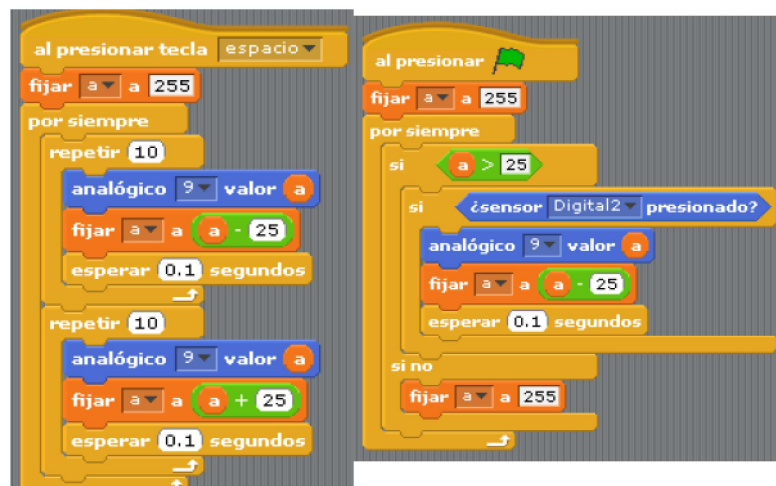 al presionar tecla espacio
fijar a a 255
por siempre
repetir 10
analógico 9 valor a
fijar a a a - 25
esperar 0.1 segundos
repetir 10
analógico 9 valor a
fijar a a a + 25
esperar 0.1 segundos
al presionar
fijar a a 255
por siempre
si a > 25
si ¿sensor Digital2 presionado?
analógico 9 valor a
fijar a a a - 25
esperar 0.1 segundos
si no
fijar a a 255